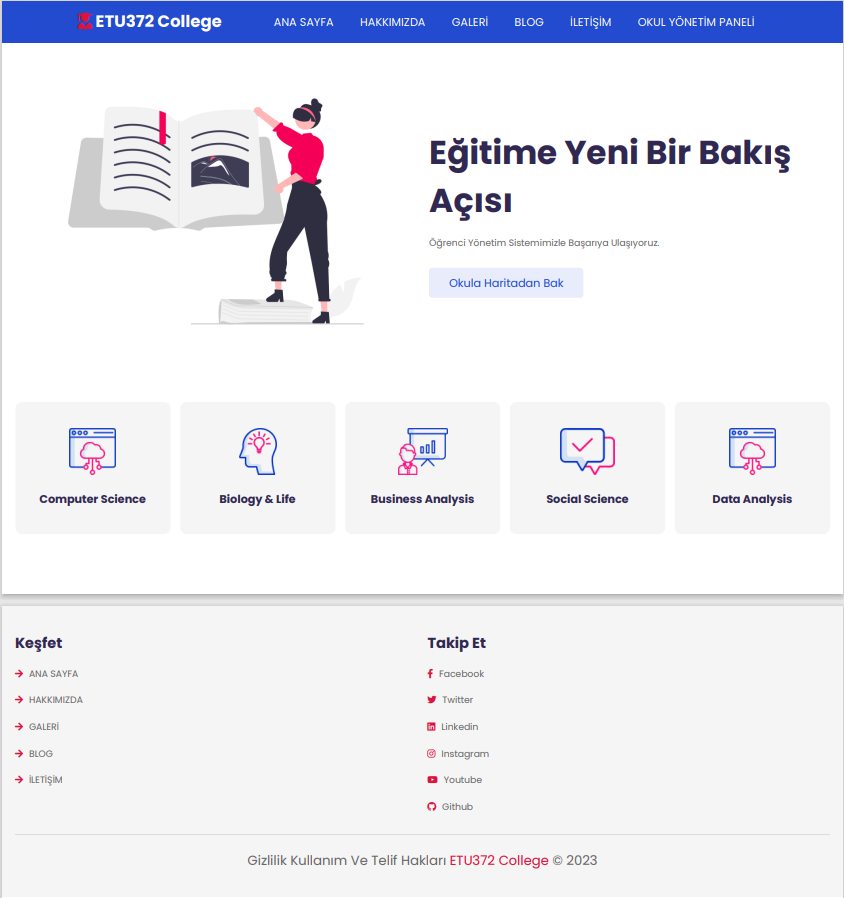 ETU372 College ANA SAYFA HAKKIMIZDA GALERİ BLOG İLETİŞİM OKUL YÖNETİM PANELİ
Eğitime Yeni Bir Bakış
Açısı
Öğrenci Yönetim Sistemimizle Başarıya Ulaşıyoruz.
Okula Haritadan Bak
Computer Science
Biology & Life
Business Analysis
Social Science
Data Analysis
Keşfet
ANA SAYFA
HAKKIMIZDA
GALERİ
BLOG
İLETİŞİM
Takip Et
Facebook
Twitter
Linkedin
Instagram
Youtube
Github
Gizlilik Kullanım Ve Telif Hakları ETU372 College © 2023